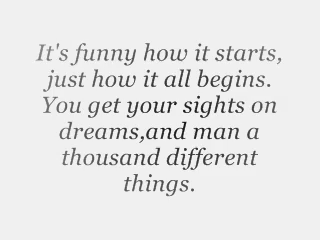 It's funny how it starts,
just how it all begins.
You get your sights on
dreams,and man a
thousand different
things.